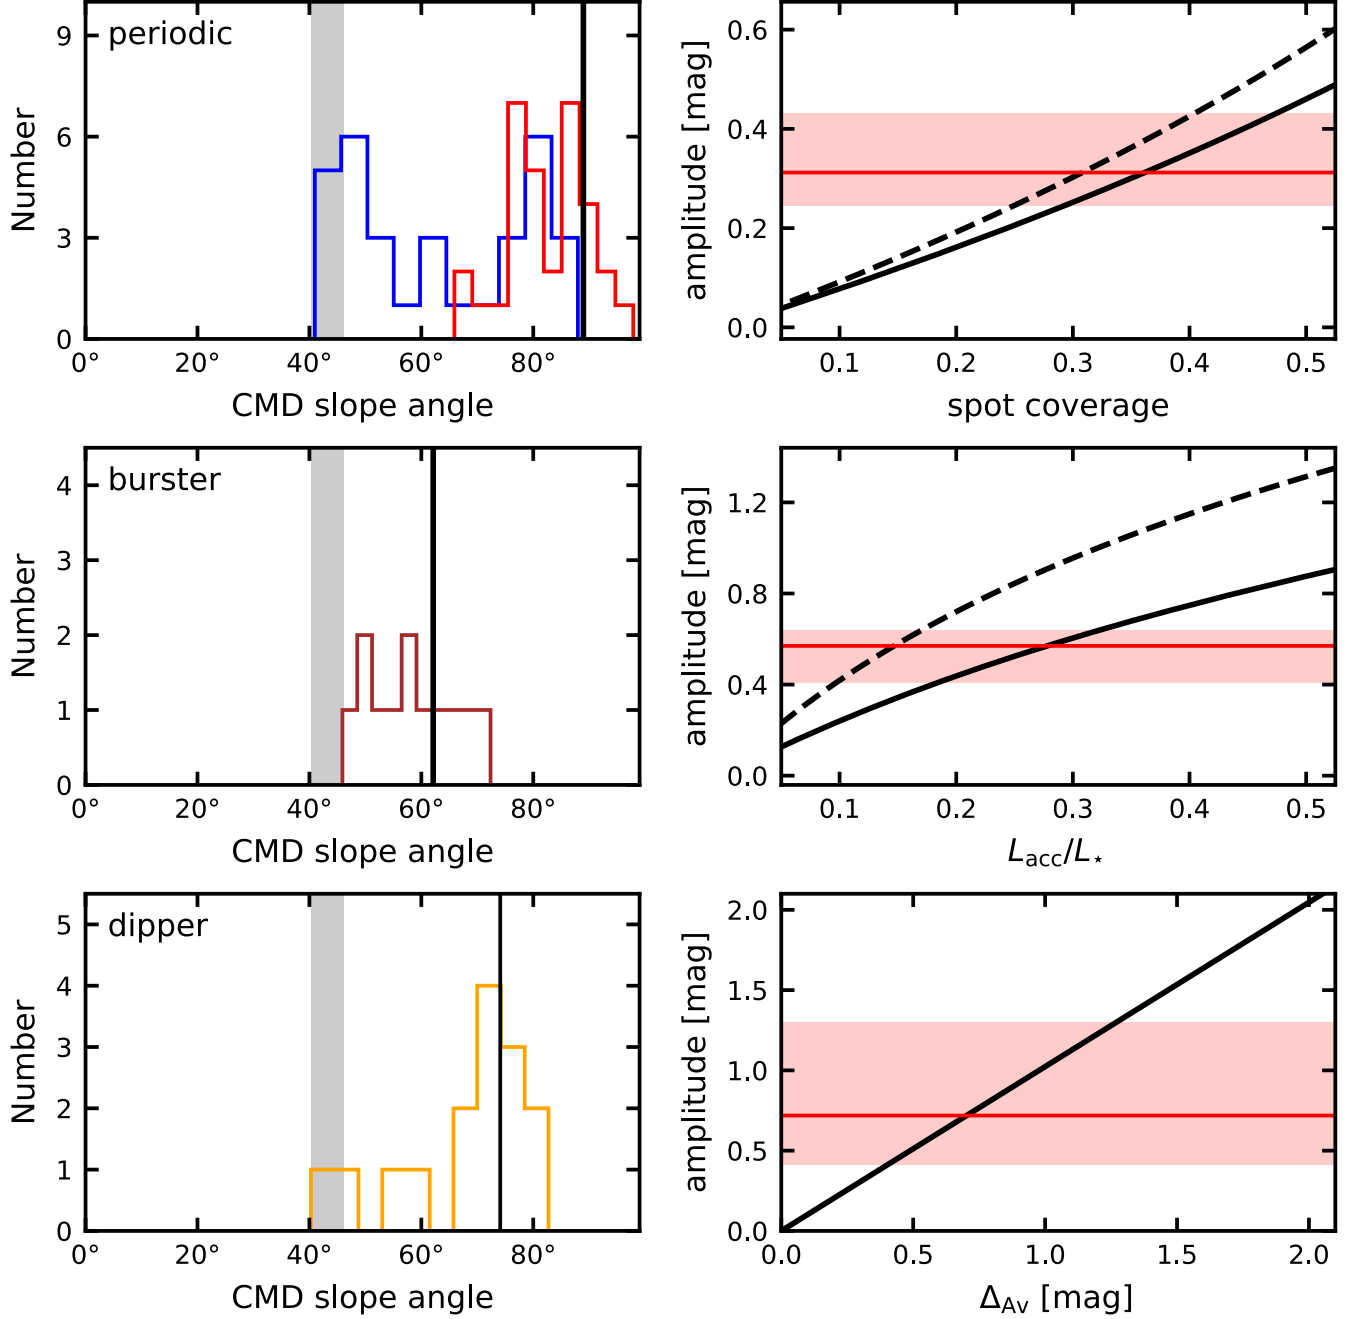 periodic
Number
9
6
3
0
0° 20° 40° 60° 80°
CMD slope angle
amplitude [mag]
0.6
0.4
0.2
0.0
0.1 0.2 0.3 0.4 0.5
spot coverage
burster
Number
4
3
2
1
0
0° 20° 40° 60° 80°
CMD slope angle
amplitude [mag]
1.2
0.8
0.4
0.0
0.1 0.2 0.3 0.4 0.5
L_acc/L_⋆
dipper
Number
5
4
3
2
1
0
0° 20° 40° 60° 80°
CMD slope angle
amplitude [mag]
2.0
1.5
1.0
0.5
0.0
0.0 0.5 1.0 1.5 2.0
Δ_Av [mag]